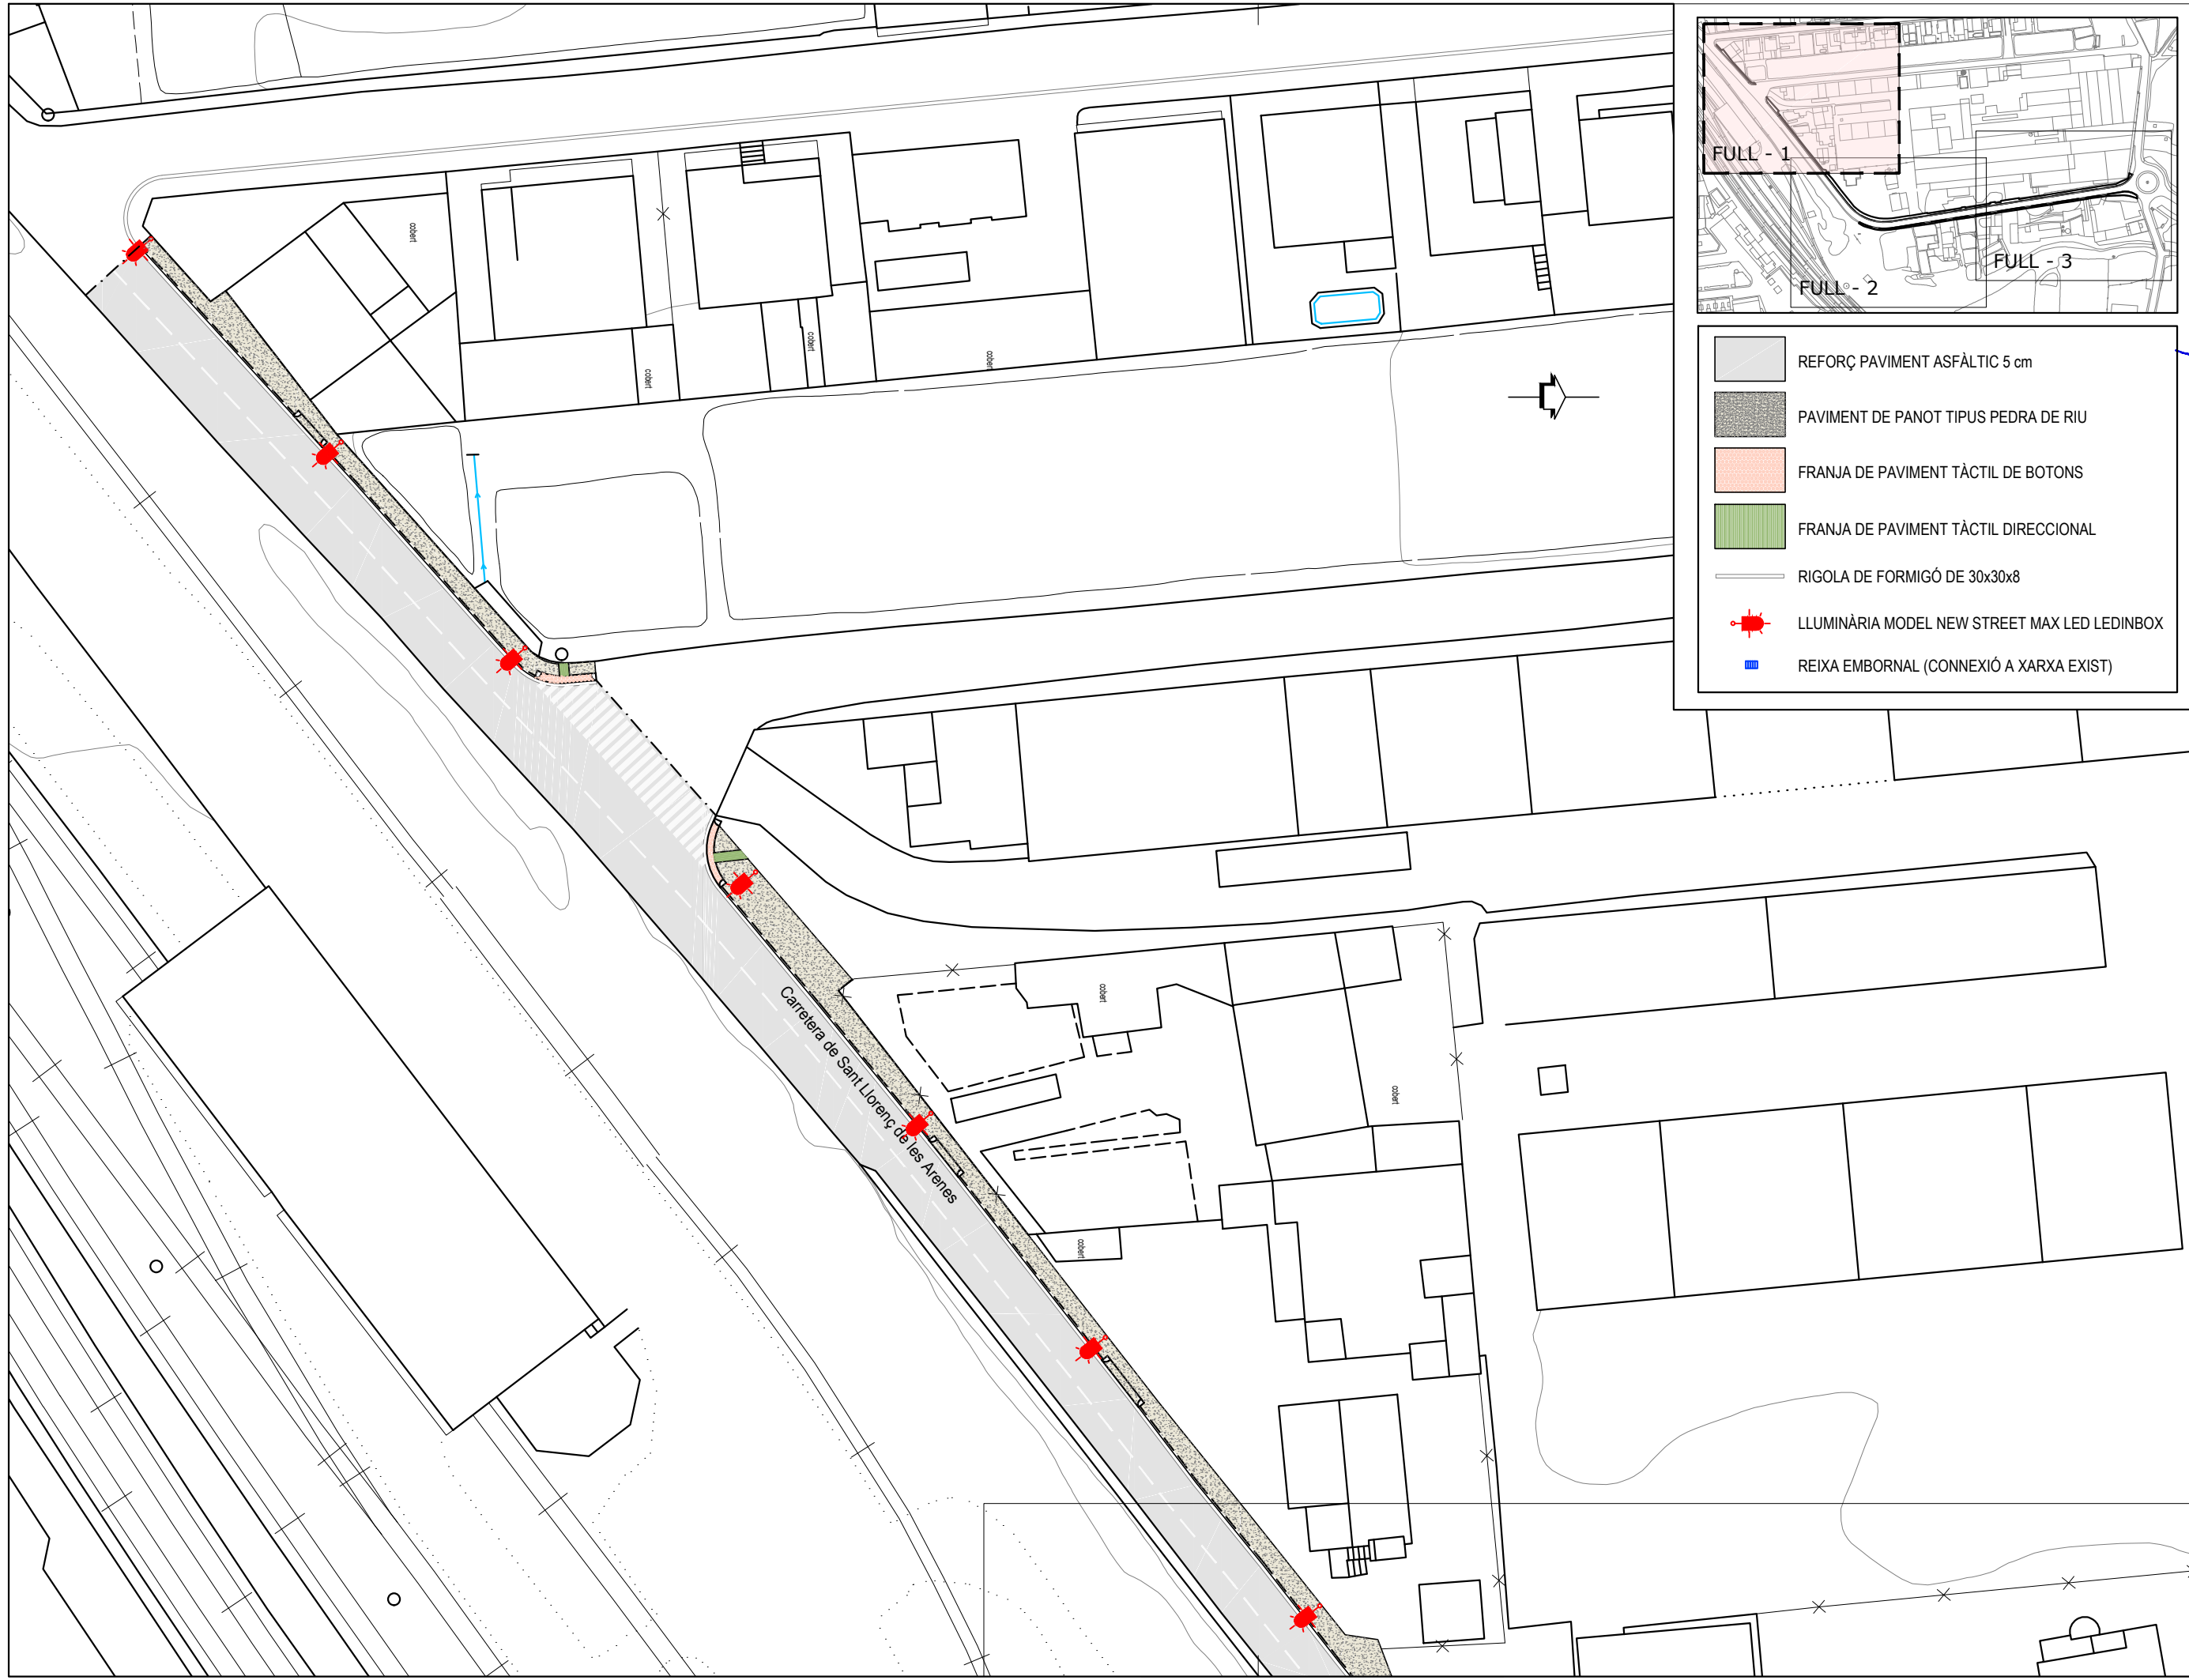 FULL - 1
FULL - 2
FULL - 3
REFORÇ PAVIMENT ASFÀLTIC 5 cm
PAVIMENT DE PANOT TIPUS PEDRA DE RIU
FRANJA DE PAVIMENT TÀCTIL DE BOTONS
FRANJA DE PAVIMENT TÀCTIL DIRECCIONAL
RIGOLA DE FORMIGÓ DE 30x30x8
LLUMINÀRIA MODEL NEW STREET MAX LED LEDINBOX
REIXA EMBORNAL (CONNEXIÓ A XARXA EXIST)
cobert
cobert
cobert
cobert
Carretera de Sant Llorenç de les Arenes
cobert
cobert
cobert